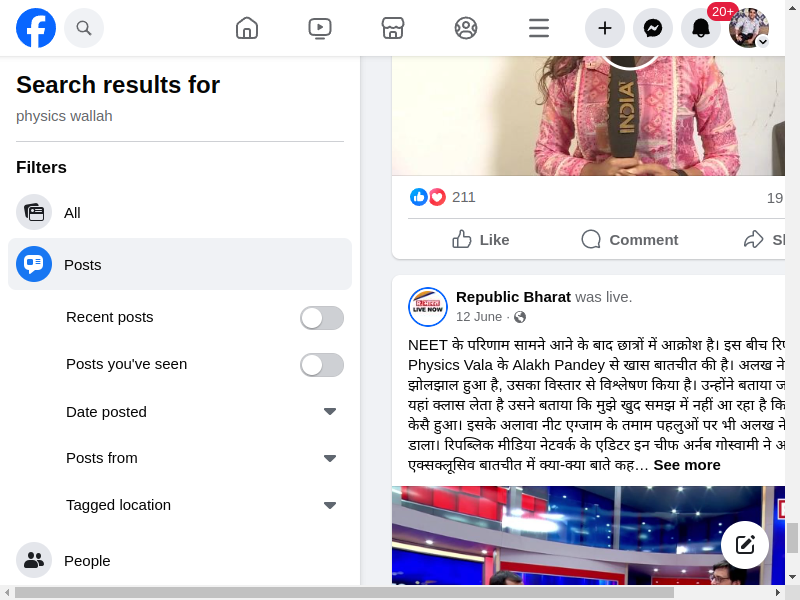 20+
Search results for
physics wallah
Filters
All
Posts
Recent posts
Posts you've seen
Date posted
Posts from
Tagged location
People
INDIA
211
19
Like
Comment
Republic Bharat was live.
LIVE NOW
12 June ·
NEET के परिणाम सामने आने के बाद छात्रों में आक्रोश है। इस बीच
Physics Vala के Alakh Pandey से खास बातचीत की है। अलख ने
झोलझाल हुआ है, उसका विस्तार से विश्लेषण किया है। उन्होंने बताया
यहां क्लास लेता है उसने बताया कि मुझे खुद समझ में नहीं आ रहा है कि
केसै हुआ। इसके अलावा नीट एग्जाम के तमाम पहलुओं पर भी अलख ने
डाला। रिपब्लिक मीडिया नेटवर्क के एडिटर इन चीफ अर्नब गोस्वामी ने
एक्सक्लूसिव बातचीत में क्या-क्या बाते कह… See more